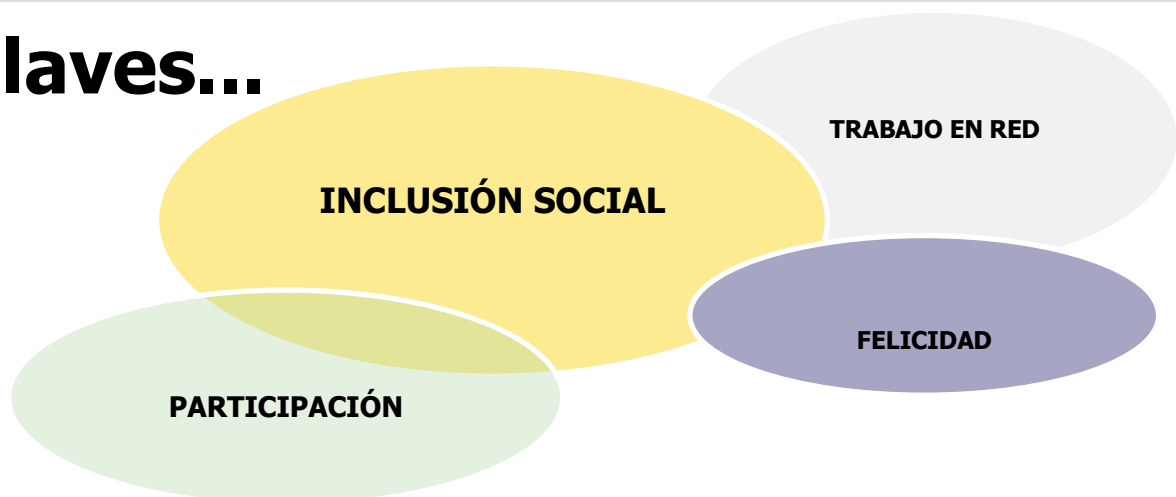 laves...
TRABAJO EN RED
INCLUSIÓN SOCIAL
FELICIDAD
PARTICIPACIÓN